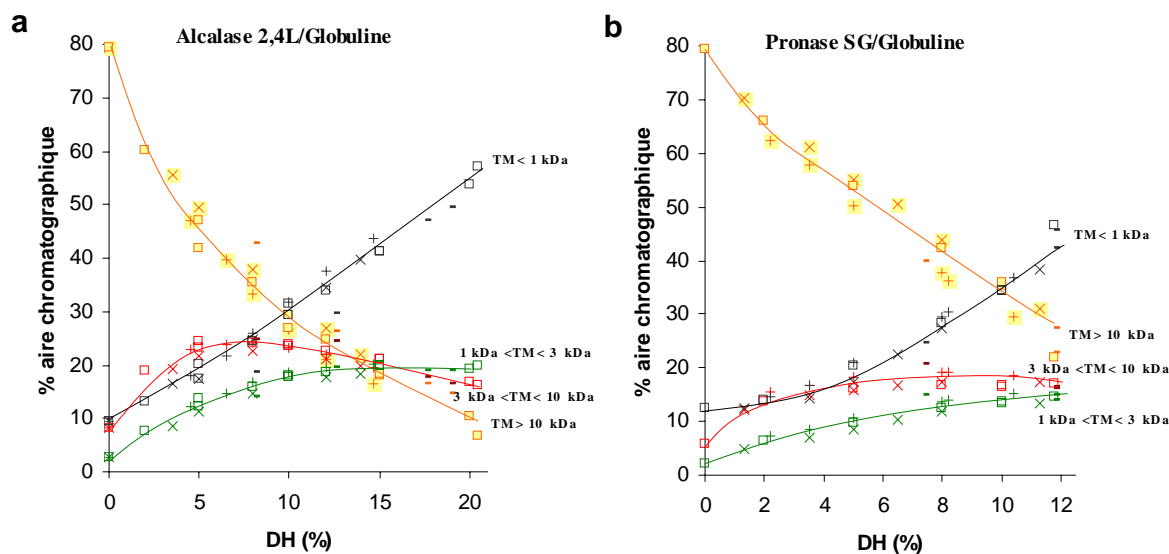 a
Alcalase 2,4L/Globuline
80
70
60
50
40
30
20
10
0
% aire chromatographique
0
5
10
15
20
DH (%)
TM < 1 kDa
1 kDa < TM < 3 kDa
3 kDa < TM < 10 kDa
TM > 10 kDa
b
Pronase SG/Globuline
80
70
60
50
40
30
20
10
0
% aire chromatographique
0
2
4
6
8
10
12
DH (%)
TM < 1 kDa
TM > 10 kDa
3 kDa < TM < 10 kDa
1 kDa < TM < 3 kDa